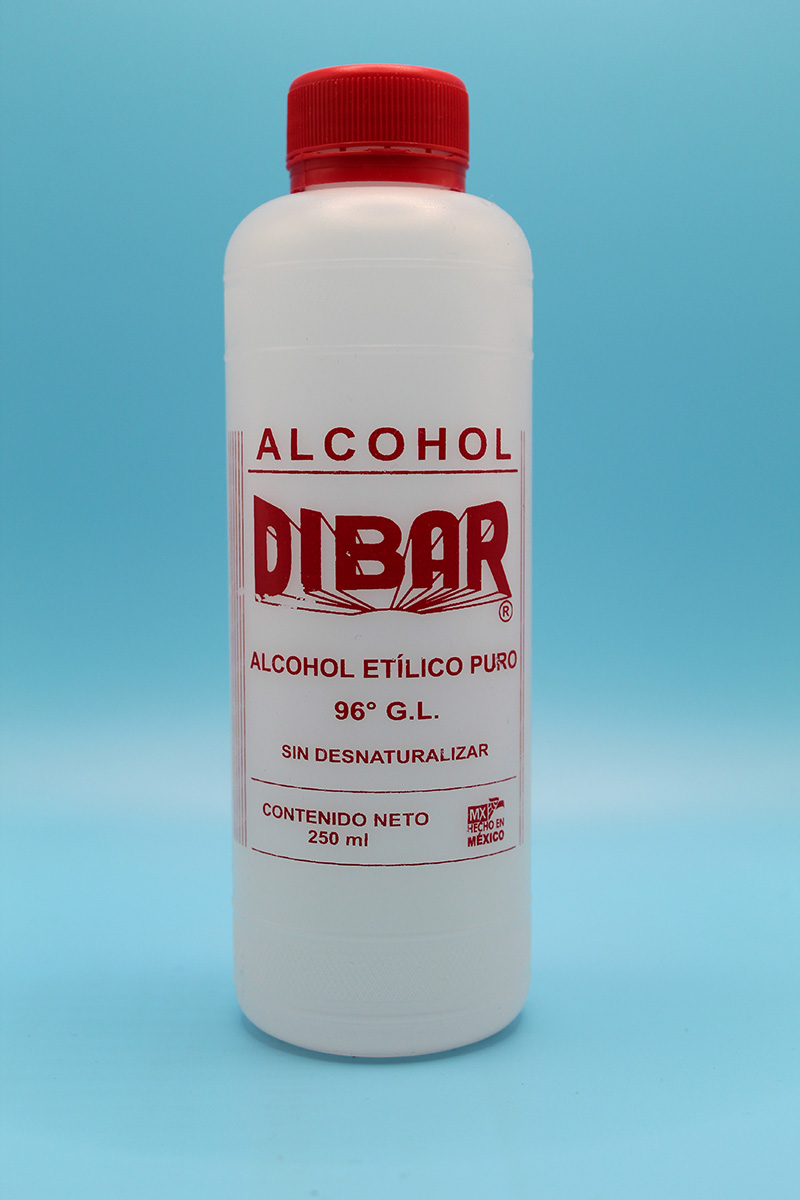 ALCOHOL
DIBAR
®
ALCOHOL ETÍLICO PURO
96° G.L.
SIN DESNATURALIZAR
CONTENIDO NETO
250 ml
MX
HECHO EN
MÉXICO